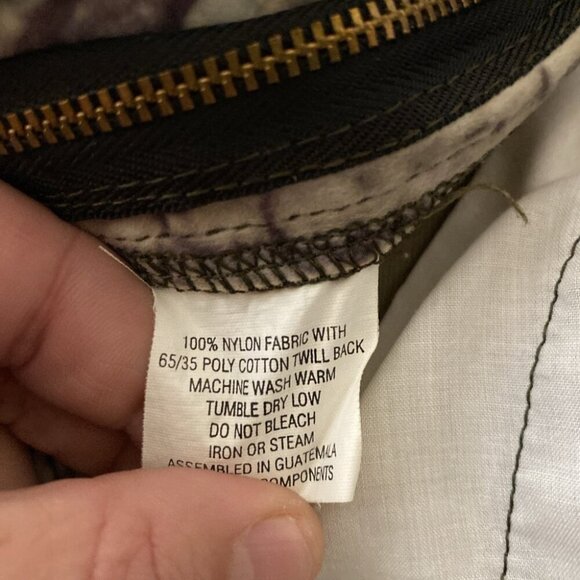 100% NYLON FABRIC WITH
65/35 POLY COTTON TWILL BACK
MACHINE WASH WARM
TUMBLE DRY LOW
DO NOT BLEACH
IRON OR STEAM
ASSEMBLED IN GUATEMALA
COMPONENTS